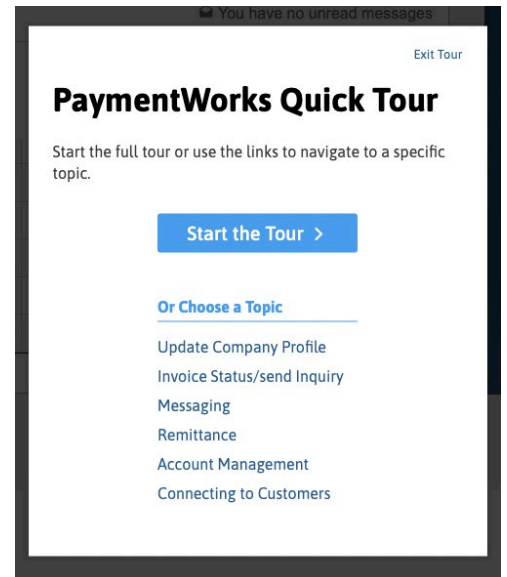 You have no unread messages
Exit Tour
PaymentWorks Quick Tour
Start the full tour or use the links to navigate to a specific
topic.
Start the Tour >
Or Choose a Topic
Update Company Profile
Invoice Status/send Inquiry
Messaging
Remittance
Account Management
Connecting to Customers